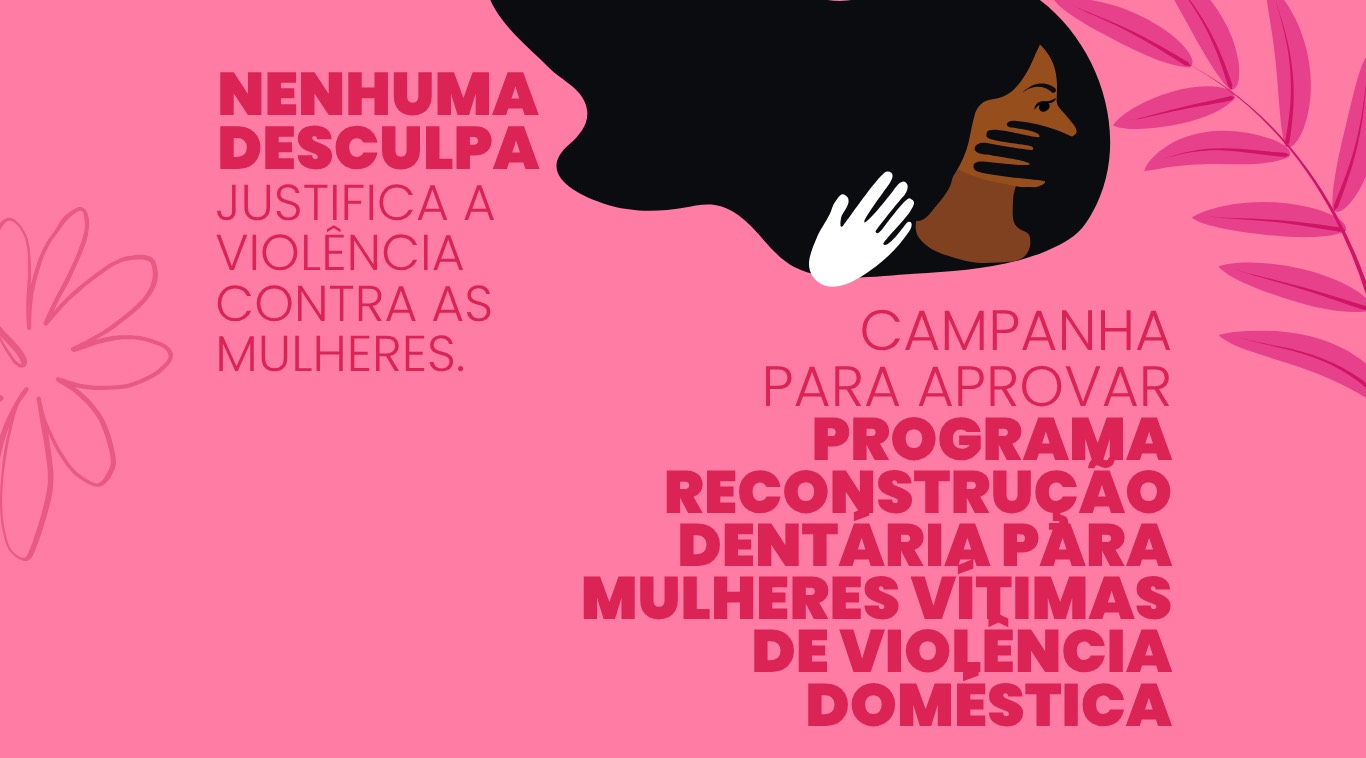 NENHUMA
DESCULPA
JUSTIFICA A
VIOLÊNCIA
CONTRA AS
MULHERES.
CAMPANHA
PARA APROVAR
PROGRAMA
RECONSTRUÇÃO
DENTÁRIA PARA
MULHERES VÍTIMAS
DE VIOLÊNCIA
DOMÉSTICA